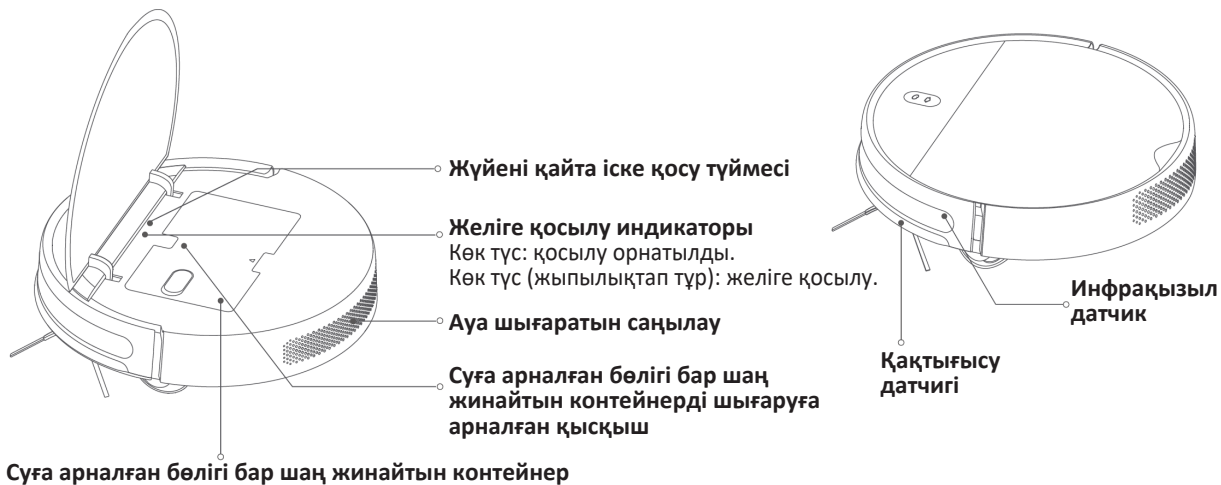 Жүйені қайта іске қосу түймесі
Желіге қосылу индикаторы
Көк түс: қосылу орнатылды.
Көк түс (жыпылықтап тұр): желіге қосылу.
Ауа шығаратын саңылау
Суға арналған бөлігі бар шаң
жинайтын контейнерді шығаруға
арналған қысқыш
Суға арналған бөлігі бар шаң жинайтын контейнер
Инфрақызыл
датчик
Қақтығысу
датчигі